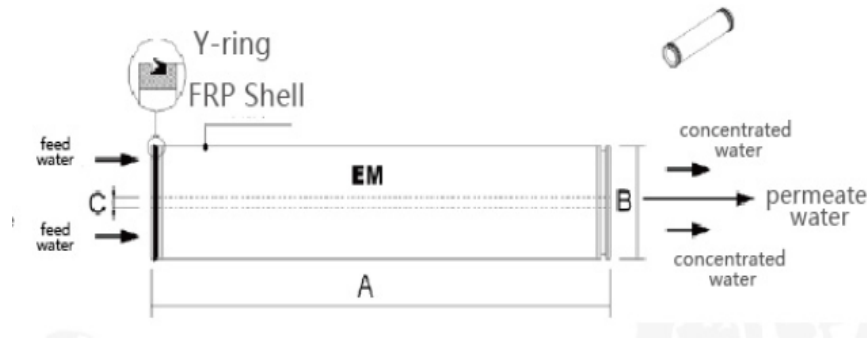 Y-ring
FRP Shell
feed
water
EM
concentrated
water
C
B
permeate
water
feed
water
concentrated
water
A